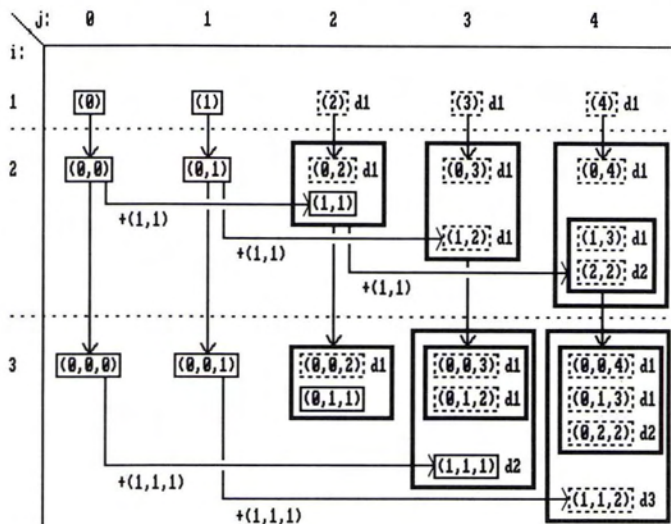 j: 0 1 2 3 4
i:
1 (0) (1) (2) d1 (3) d1 (4) d1
2 (0,0) (0,1) (0,2) d1 (0,3) d1 (0,4) d1
(1,1)
+(1,1) (1,2) d1 (1,3) d1
+(1,1) (2,2) d2
+(1,1)
3 (0,0,0) (0,0,1) (0,0,2) d1 (0,0,3) d1 (0,0,4) d1
(0,1,1) (0,1,2) d1 (0,1,3) d1
(0,2,2) d2
(1,1,1) d2
+(1,1,1)
(1,1,2) d3
+(1,1,1)